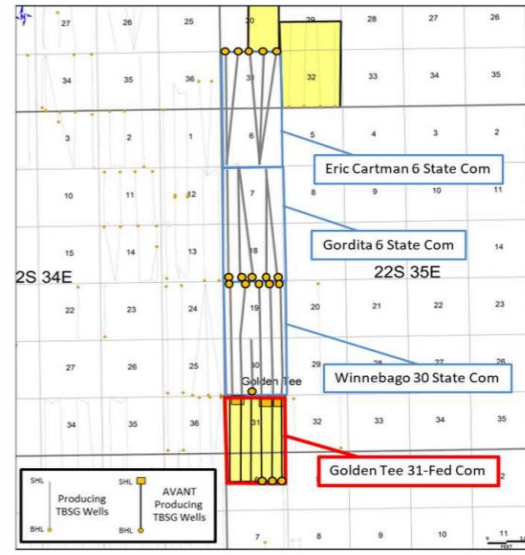 27 26 25 30 29 28 27 26
34 35 36 31 32 33 34 35
3 2 1 6 5 4 3 2
Eric Cartman 6 State Com
10 11 12 7 8 9 10 11
Gordita 6 State Com
15 14 13 18 14
2S 34E 22S 35E
22 23 24 19 20 21 22 23
27 26 25 30 29
Golden Tee
Winnebago 30 State Com
34 35 36 31 32 33 34 35
Golden Tee 31-Fed Com
2
SHL SHL
Producing
TBSG Wells
AVANT
Producing
TBSG Wells
BHL BHL
7 8 9 10 11
FEET